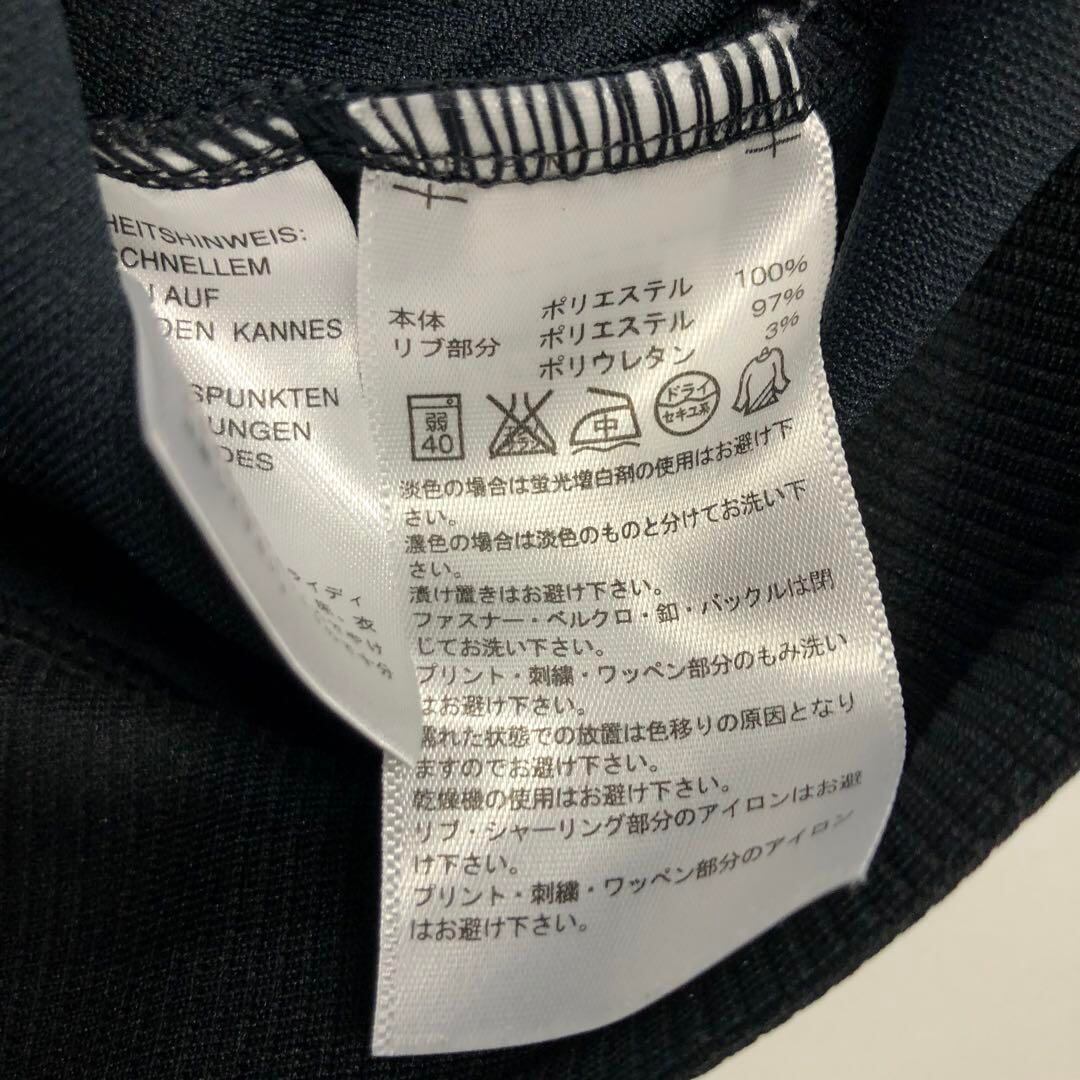 HEITSHINWEIS:
CHNELLEM
AUF
DEN KANNES
SPUNKTEN
UNGEN
DES
本体 ポリエステル 100%
リブ部分 ポリエステル 97%
ポリウレタン 3%
弱 中 ドライ
40 セキユ系
淡色の場合は蛍光増白剤の使用はお避け下
さい。
濃色の場合は淡色のものと分けてお洗い下
さい。
漬け置きはお避け下さい。
ファスナー・ベルクロ・釦・バックルは閉
じてお洗い下さい。
プリント・刺繍・ワッペン部分のもみ洗い
はお避け下さい。
濡れた状態での放置は色移りの原因となり
ますのでお避け下さい。
乾燥機の使用はお避け下さい。
リブ・シャーリング部分のアイロンはお避
け下さい。
プリント・刺繍・ワッペン部分のアイロン
はお避け下さい。